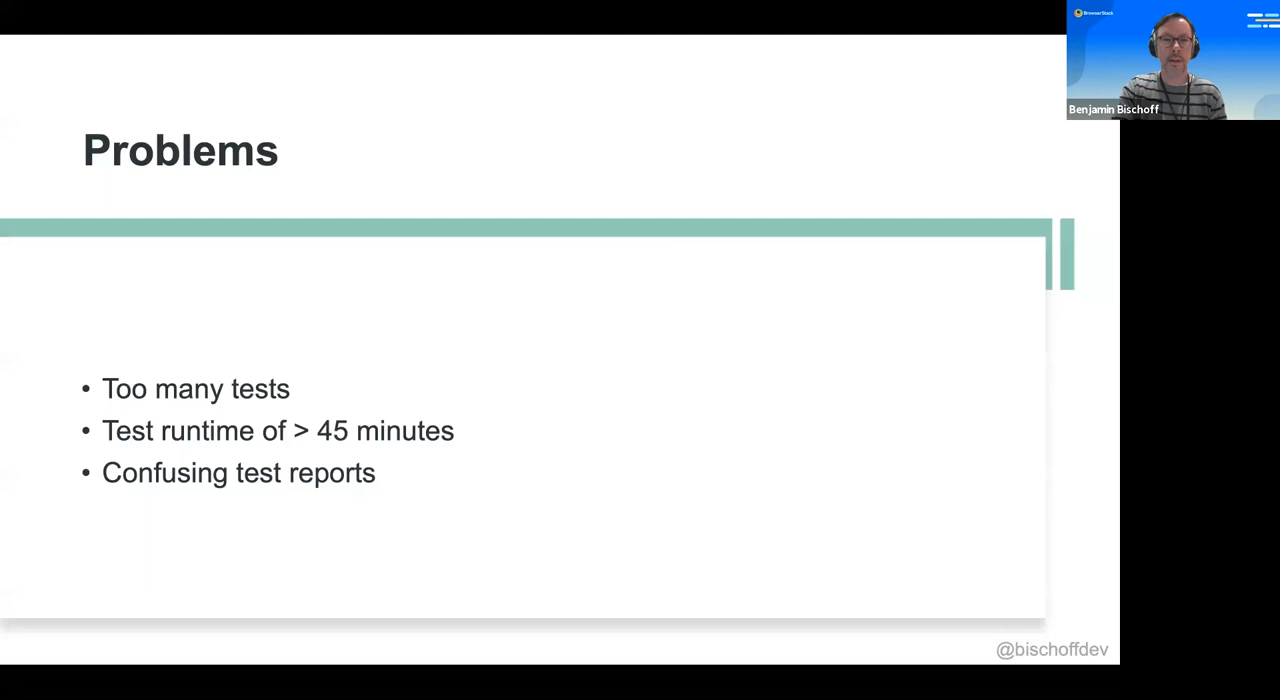 BrowserStack
Benjamin Bischoff
Problems
• Too many tests
• Test runtime of > 45 minutes
• Confusing test reports
@bischoffdev